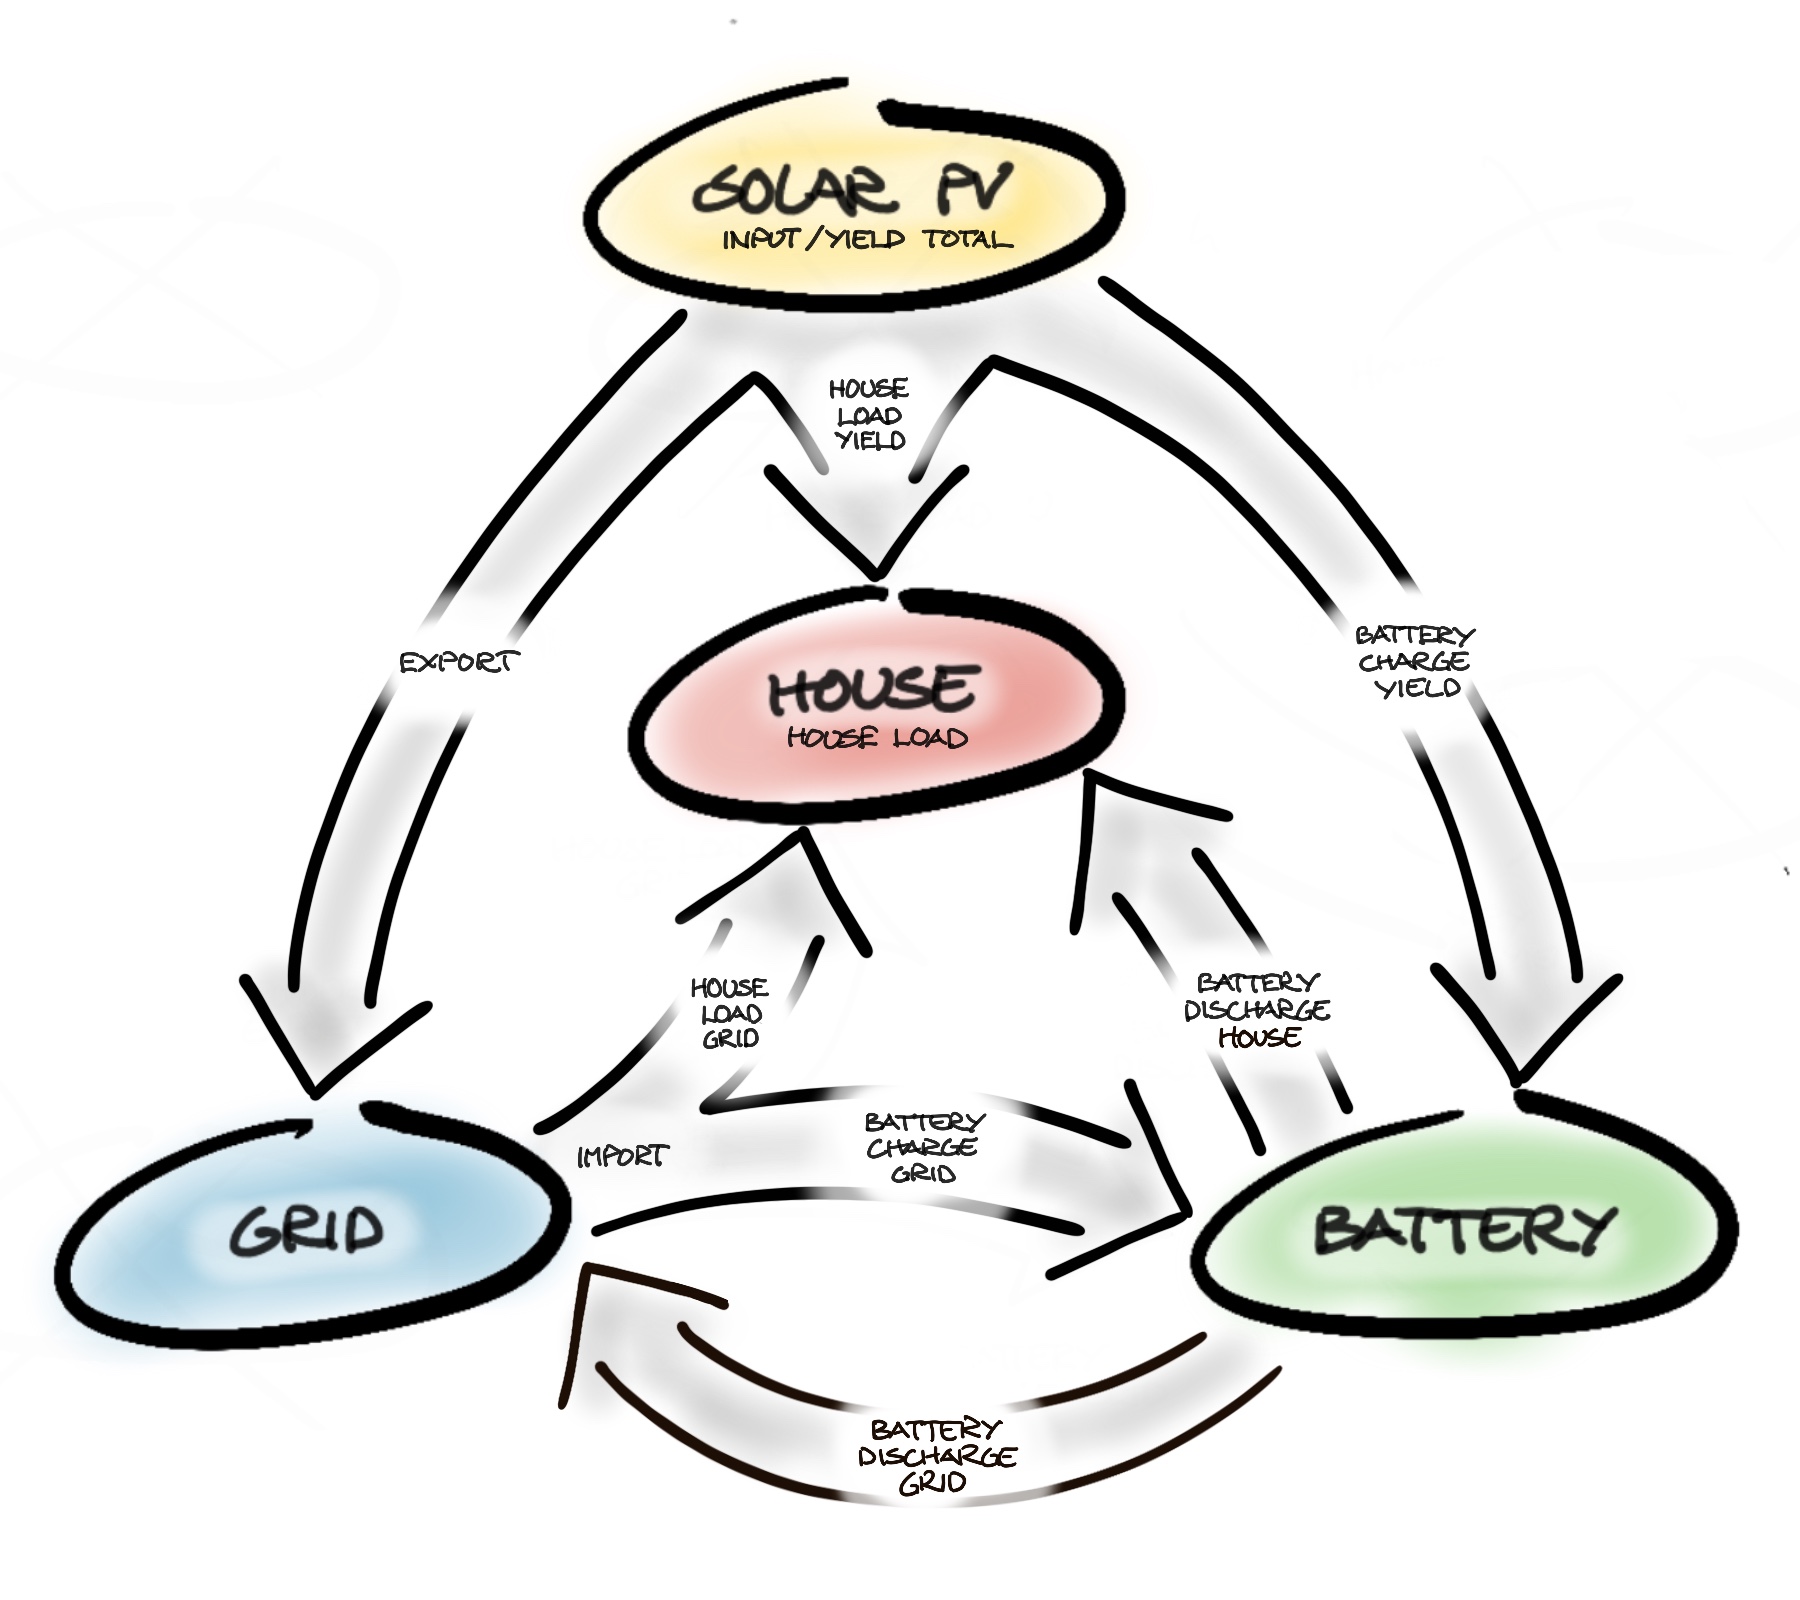 SOLAR PV
INPUT/YIELD TOTAL
HOUSE
LOAD
YIELD
EXPORT
BATTERY
CHARGE
YIELD
HOUSE
HOUSE LOAD
HOUSE
LOAD
GRID
BATTERY
DISCHARGE
HOUSE
IMPORT
BATTERY
CHARGE
GRID
GRID
BATTERY
BATTERY
DISCHARGE
GRID